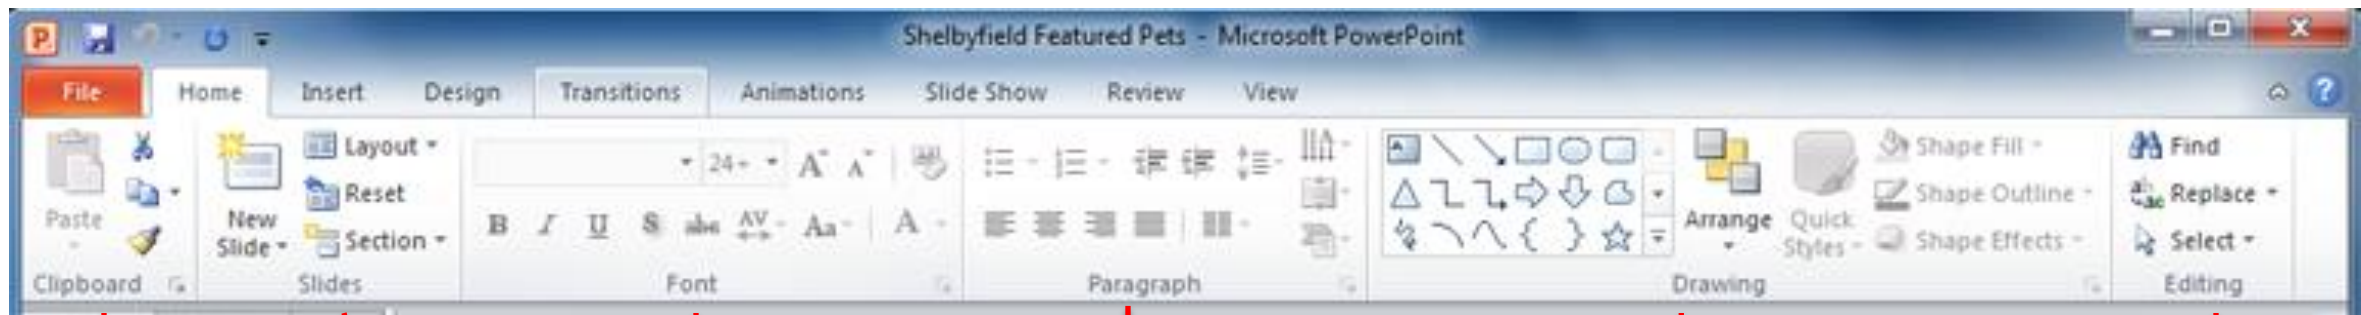 Shelbyfield Featured Pets - Microsoft PowerPoint
File Home Insert Design Transitions Animations Slide Show Review View
Paste
Clipboard
New Slide
Layout
Reset
Section
Slides
24+
A A
B I U S abc AV Aa A
Font
Paragraph
Arrange
Quick Styles
Shape Fill
Shape Outline
Shape Effects
Drawing
Find
Replace
Select
Editing